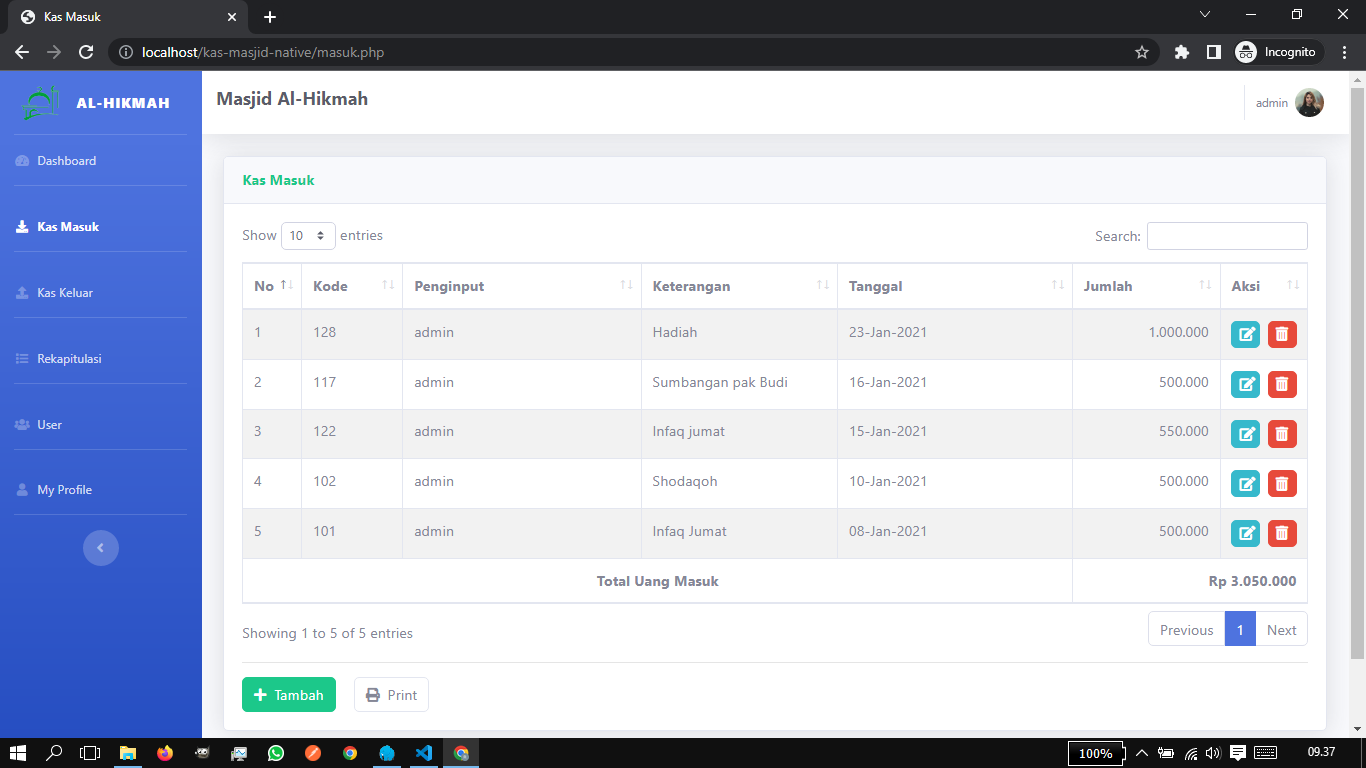 Kas Masuk
localhost/kas-masjid-native/masuk.php
Incognito
AL-HIKMAH
Masjid Al-Hikmah
admin
Dashboard
Kas Masuk
Kas Keluar
Rekapitulasi
User
My Profile
Kas Masuk
Show 10 entries
Search:
No Kode Penginput Keterangan Tanggal Jumlah Aksi
1 128 admin Hadiah 23-Jan-2021 1.000.000
2 117 admin Sumbangan pak Budi 16-Jan-2021 500.000
3 122 admin Infaq jumat 15-Jan-2021 550.000
4 102 admin Shodaqoh 10-Jan-2021 500.000
5 101 admin Infaq Jumat 08-Jan-2021 500.000
Total Uang Masuk Rp 3.050.000
Showing 1 to 5 of 5 entries
Previous 1 Next
Tambah Print
100% 09.37